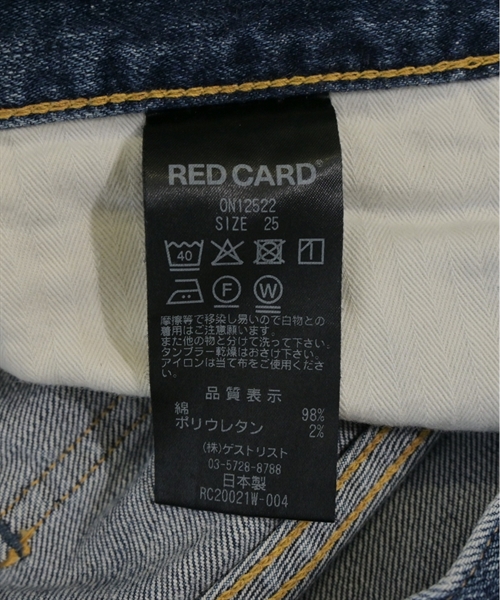 RED CARD
ON12522
SIZE 25
40
F W
摩擦等で移染し易いので白物との
着用はご注意願います。
また他の物と分けて洗って下さい。
タンブラー乾燥はおさけ下さい。
アイロンは当て布をご使用くださ
い。
品質表示
綿 98%
ポリウレタン 2%
(株)ゲストリスト
03-5728-8788
日本製
RC20021W-004